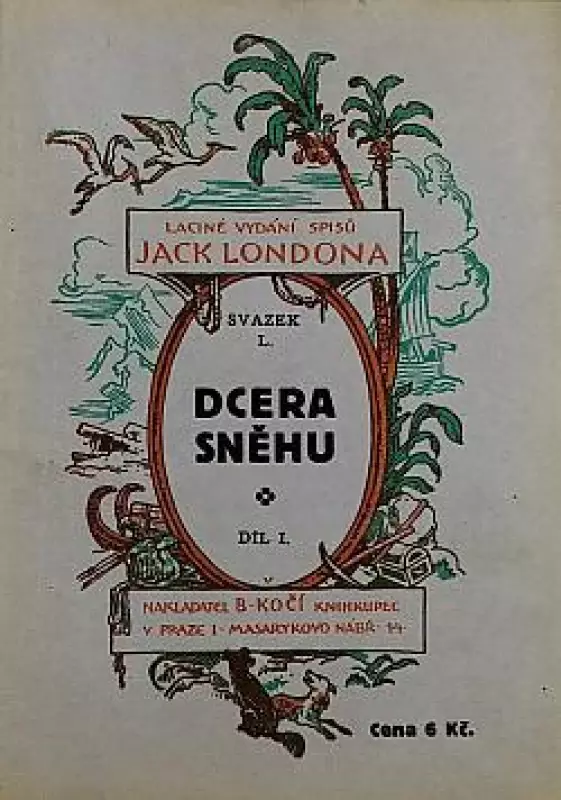 LACINÉ VYDÁNÍ SPISŮ
JACK LONDONA
SVAZEK
L.
DCERA
SNĚHU
DÍL I.
NAKLADATEL B·KOČÍ KNIHKUPEC
V PRAZE I· MASARYKOVO NÁBŘ· 14·
Cena 6 Kč.